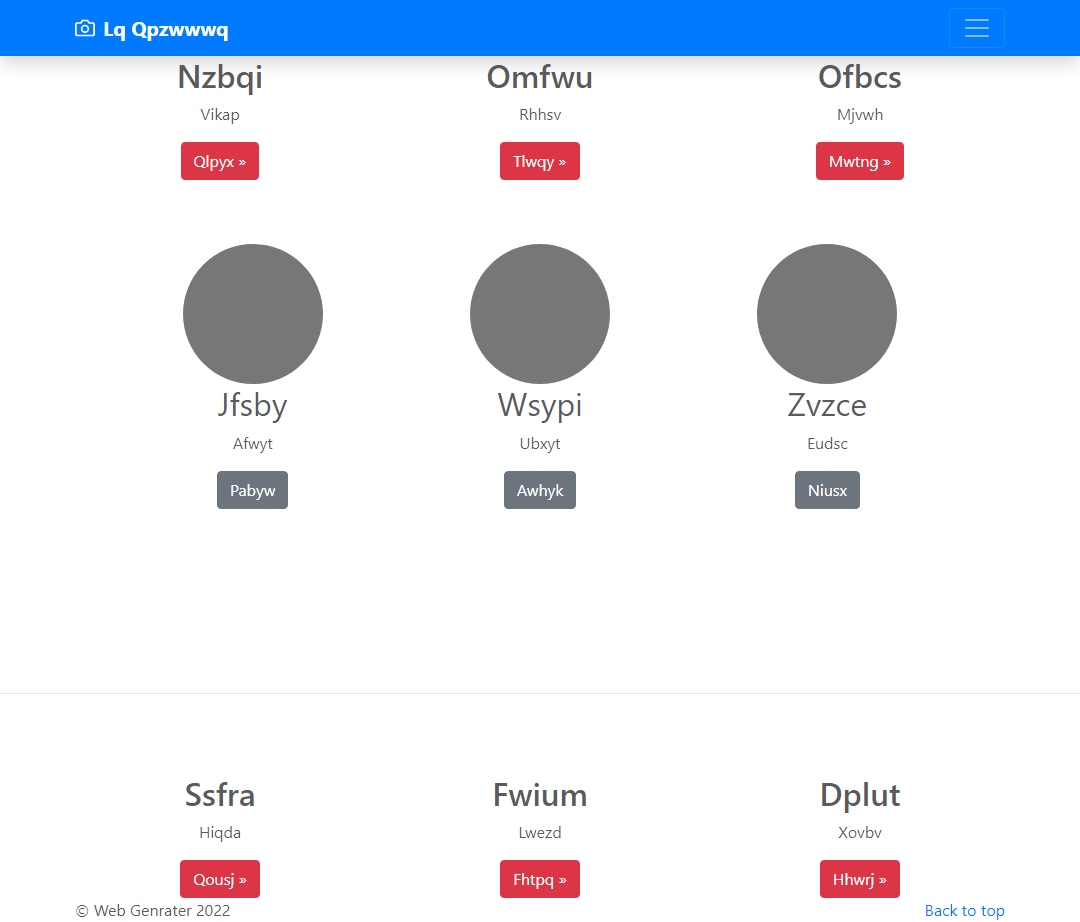 Lq Qpzwwwq
Nzbqi Omfwu Ofbcs
Vikap Rhhsv Mjvwh
Qlpyx » Tlwqy » Mwtng »
Jfsby Wsypi Zvzce
Afwyt Ubxyt Eudsc
Pabyw Awhyk Niusx
Ssfra Fwium Dplut
Hiqda Lwezd Xovbv
Qousj » Fhtpq » Hhwrj »
© Web Genrater 2022 Back to top